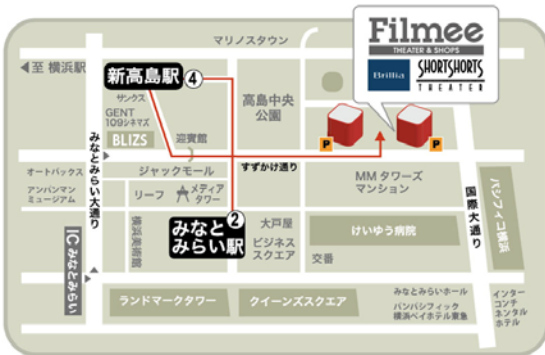 マリノスタウン
Filmee
THEATER & SHOPS
Brillia
SHORTSHORTS
THEATER
◀至 横浜駅
新高島駅
4
サンクス
GENT
109シネマズ
BLIZS
迎賓館
高島中央
公園
P
P
みなとみらい大通り
すずかけ通り
オートバックス
ジャックモール
アンパンマン
ミュージアム
リーフ
メディア
タワー
MMタワーズ
マンション
国際大通り
パシフィコ横浜
2
みなと
みらい駅
横浜美術館
大戸屋
ビジネス
スクエア
けいゆう病院
交番
ICみなとみらい
ランドマークタワー
クイーンズスクエア
みなとみらいホール
パンパシフィック
横浜ベイホテル東急
インター
コンチ
ネンタル
ホテル